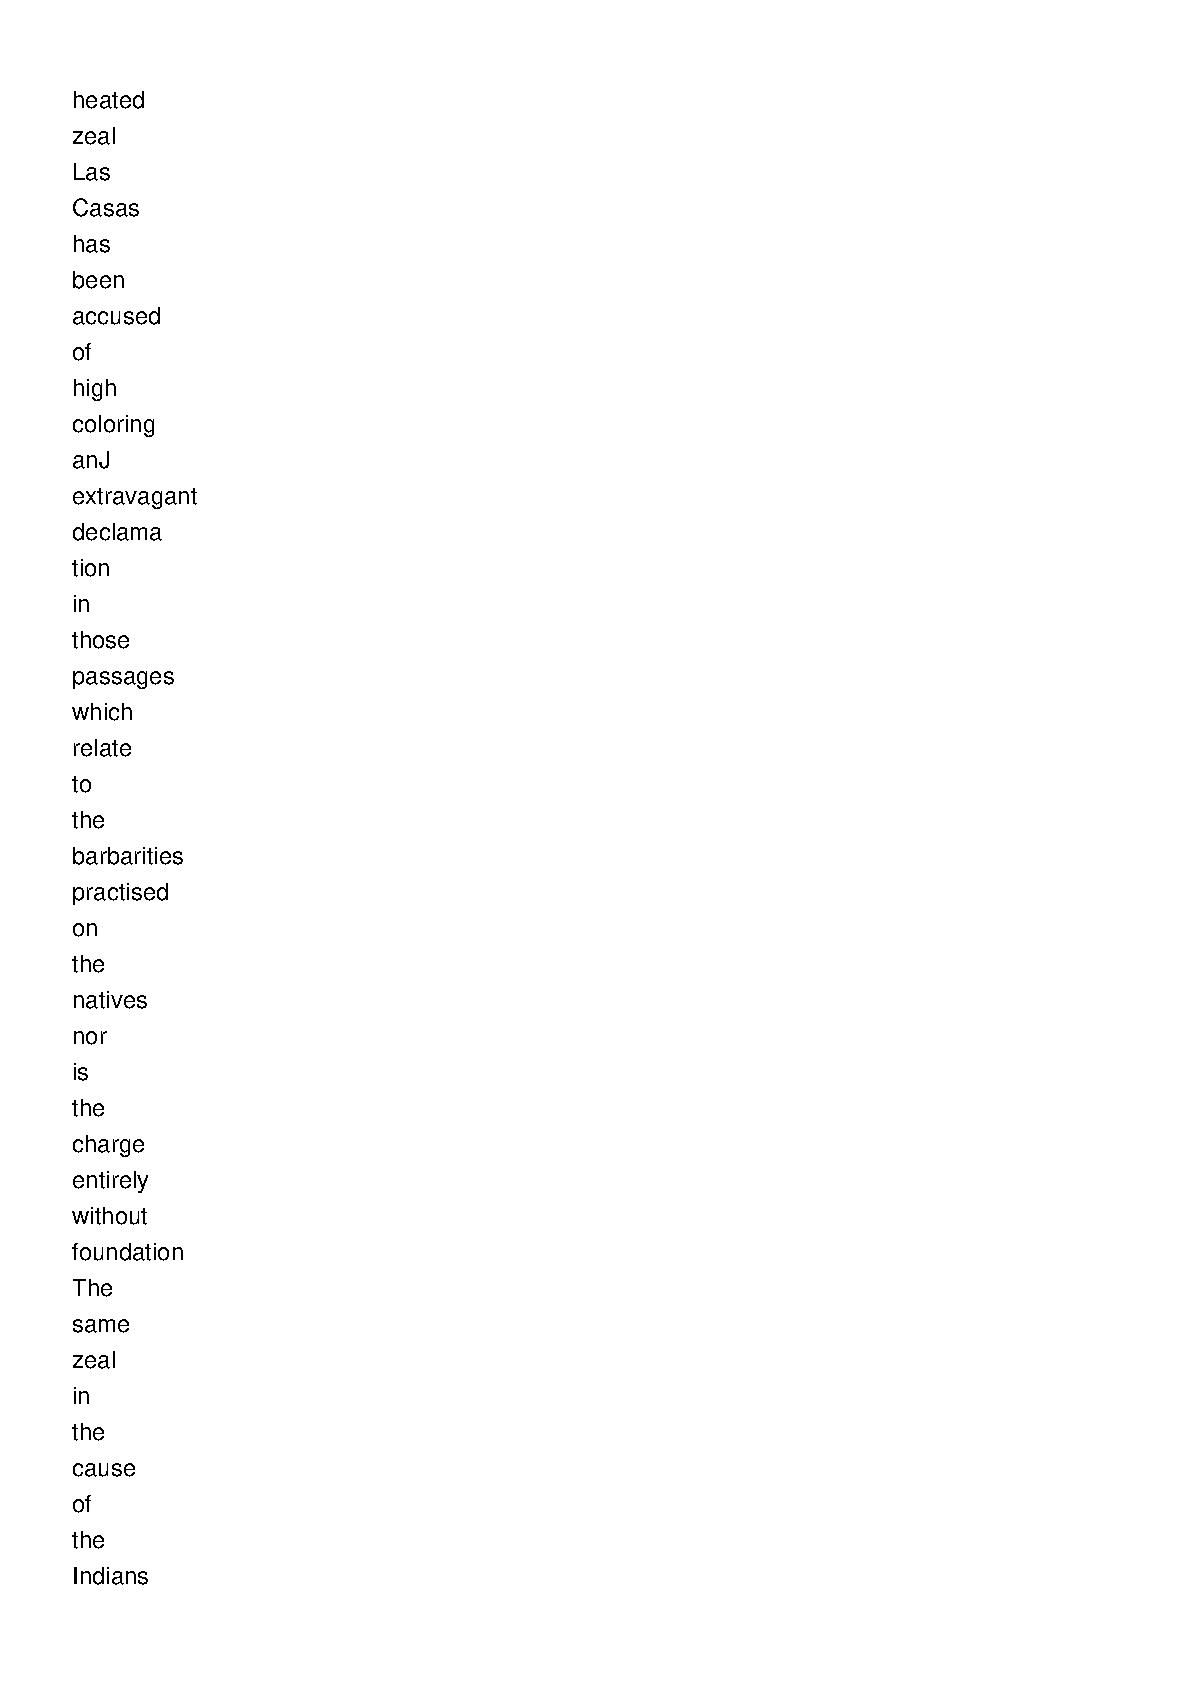 heated
zeal
Las
Casas
has
been
accused
of
high
coloring
anJ
extravagant
declama
tion
in
those
passages
which
relate
to
the
barbarities
practised
on
the
natives
nor
is
the
charge
entirely
without
foundation
The
same
zeal
in
the
cause
of
the
Indians